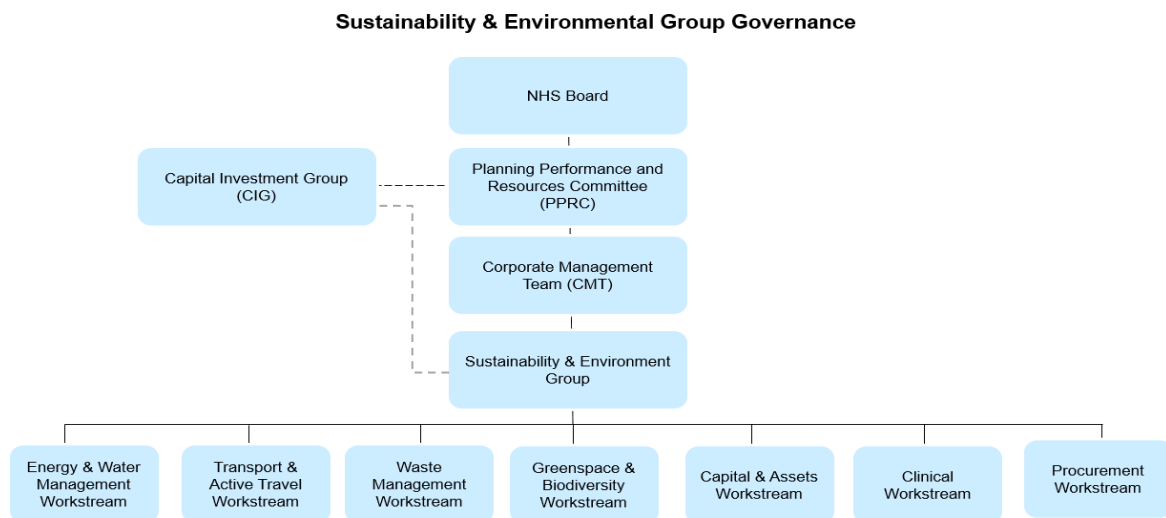 Sustainability & Environmental Group Governance
NHS Board
Capital Investment Group
(CIG)
Planning Performance and
Resources Committee
(PPRC)
Corporate Management
Team (CMT)
Sustainability & Environment
Group
Energy & Water
Management
Workstream
Transport &
Active Travel
Workstream
Waste
Management
Workstream
Greenspace &
Biodiversity
Workstream
Capital & Assets
Workstream
Clinical
Workstream
Procurement
Workstream